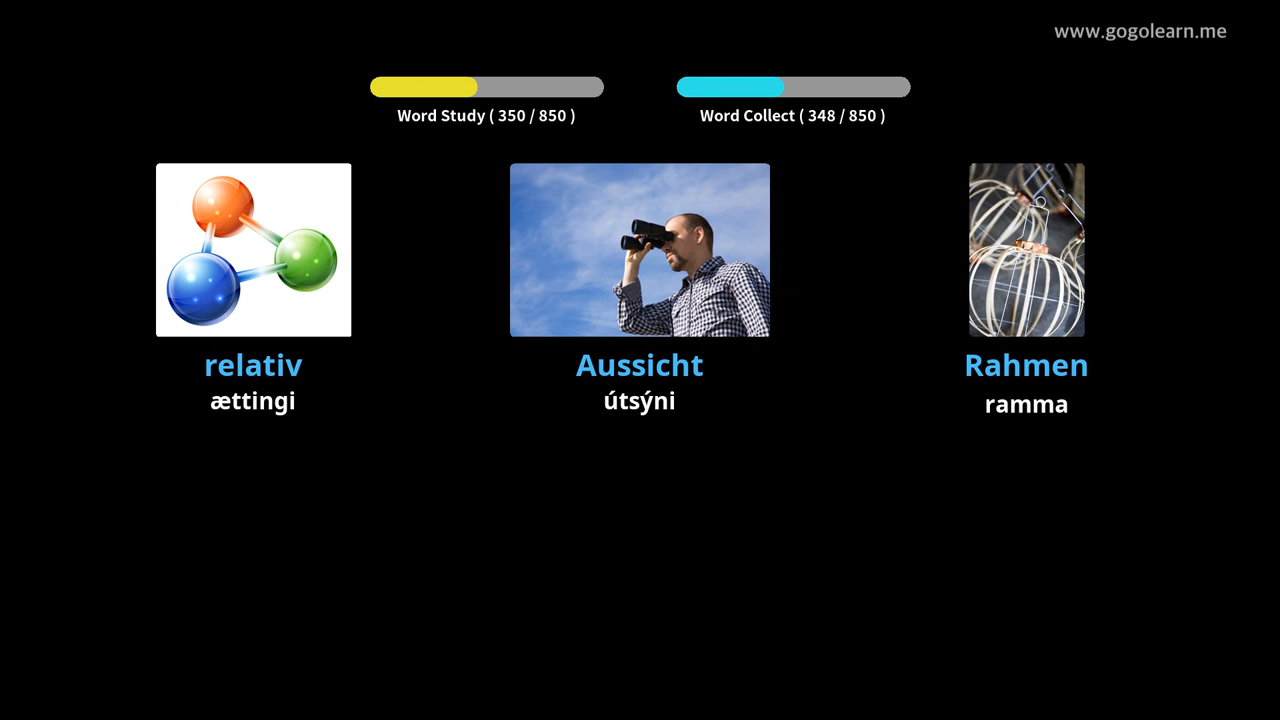 www.gogolearn.me
Word Study ( 350 / 850 )
Word Collect ( 348 / 850 )
relativ
ættingi
Aussicht
útsýni
Rahmen
ramma